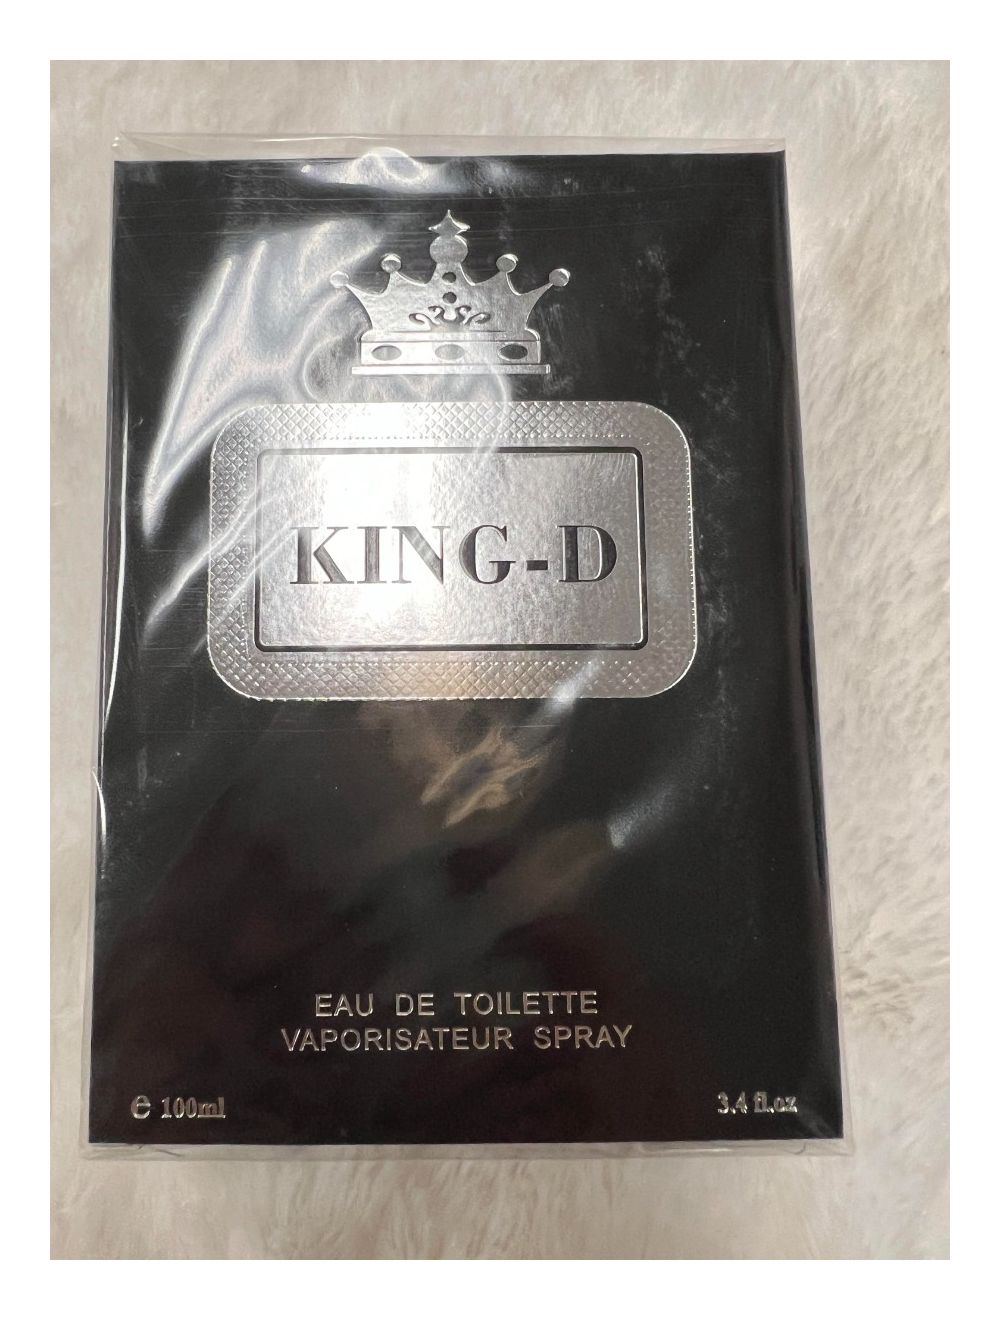 KING-D
EAU DE TOILETTE
VAPORISATEUR SPRAY
℮ 100ml
3.4 fl.oz